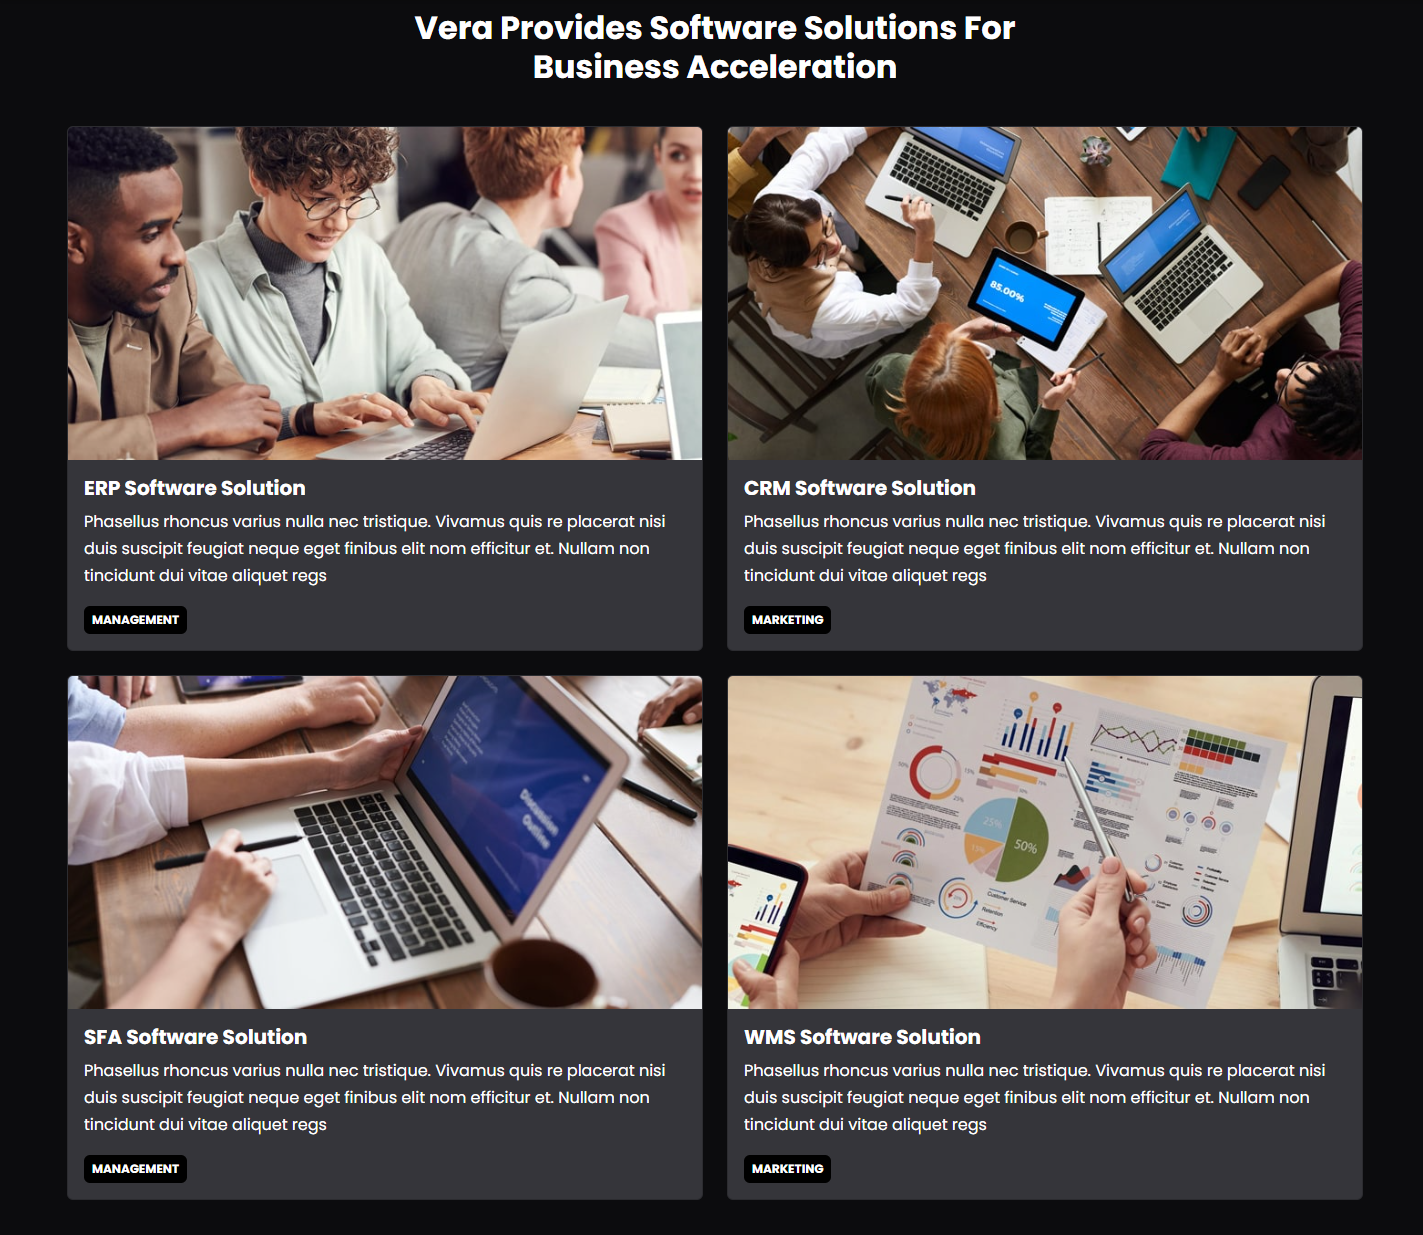 Vera Provides Software Solutions For
Business Acceleration
85.00%
ERP Software Solution
Phasellus rhoncus varius nulla nec tristique. Vivamus quis re placerat nisi
duis suscipit feugiat neque eget finibus elit nom efficitur et. Nullam non
tincidunt dui vitae aliquet regs
MANAGEMENT
CRM Software Solution
Phasellus rhoncus varius nulla nec tristique. Vivamus quis re placerat nisi
duis suscipit feugiat neque eget finibus elit nom efficitur et. Nullam non
tincidunt dui vitae aliquet regs
MARKETING
Discussion
Outline
25%
50%
15%
Customer Service
Retention
Efficiency
SFA Software Solution
Phasellus rhoncus varius nulla nec tristique. Vivamus quis re placerat nisi
duis suscipit feugiat neque eget finibus elit nom efficitur et. Nullam non
tincidunt dui vitae aliquet regs
MANAGEMENT
WMS Software Solution
Phasellus rhoncus varius nulla nec tristique. Vivamus quis re placerat nisi
duis suscipit feugiat neque eget finibus elit nom efficitur et. Nullam non
tincidunt dui vitae aliquet regs
MARKETING